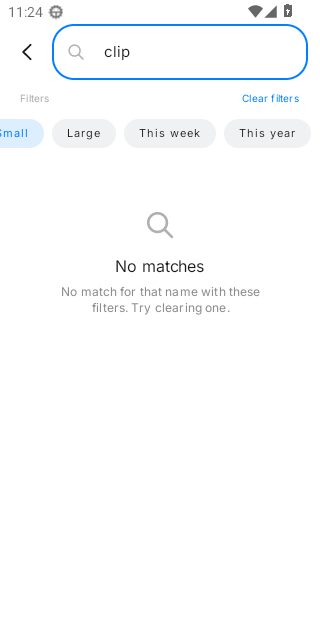 11:24
clip
Filters
Clear filters
Small
Large
This week
This year
No matches
No match for that name with these
filters. Try clearing one.